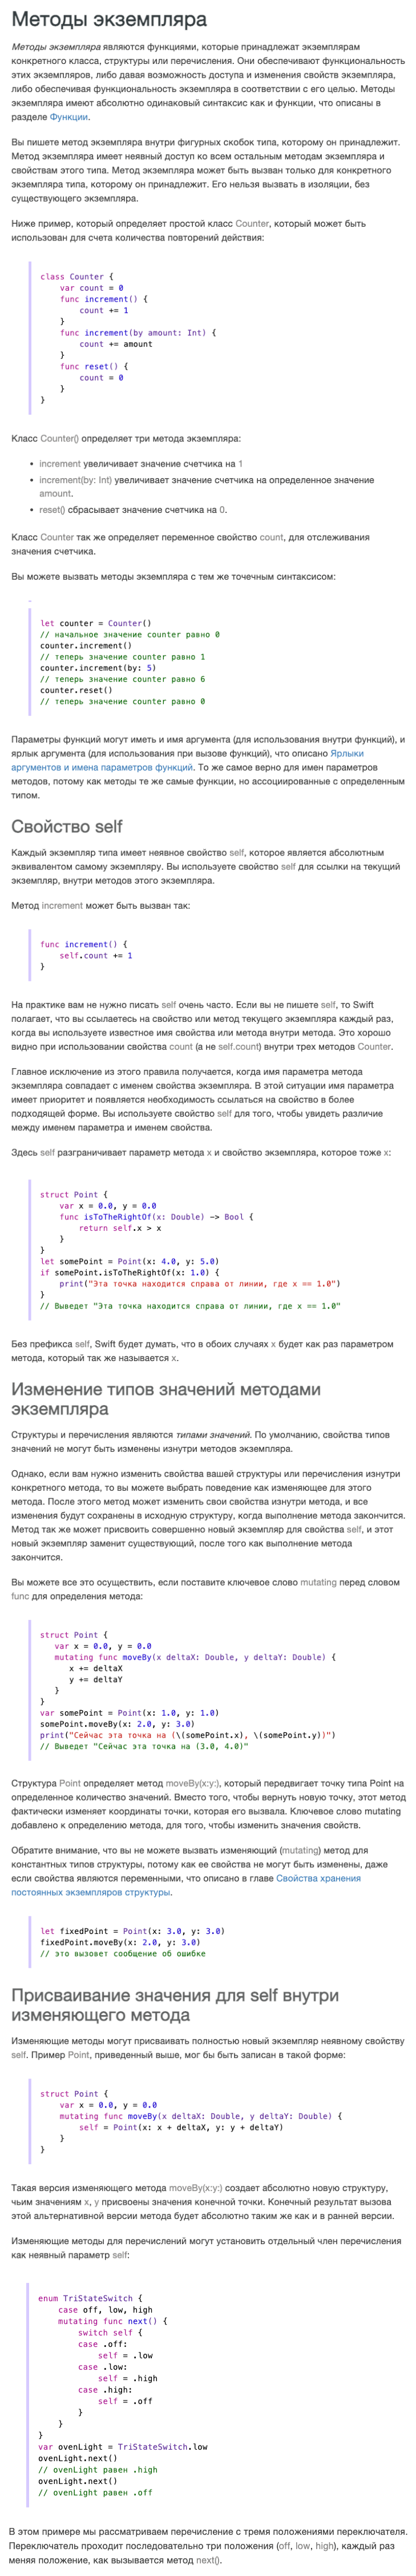 Методы экземпляра
Методы экземпляра являются функциями, которые принадлежат экземплярам
конкретного класса, структуры или перечисления. Они обеспечивают функциональность
этих экземпляров, либо давая возможность доступа и изменения свойств экземпляра,
либо обеспечивая функциональность экземпляра в соответствии с его целью. Методы
экземпляра имеют абсолютно одинаковый синтаксис как и функции, что описаны в
разделе Функции.
Вы пишете метод экземпляра внутри фигурных скобок типа, которому он принадлежит.
Метод экземпляра имеет неявный доступ ко всем остальным методам экземпляра и
свойствам этого типа. Метод экземпляра может быть вызван только для конкретного
экземпляра типа, которому он принадлежит. Его нельзя вызвать в изоляции, без
существующего экземпляра.
Ниже пример, который определяет простой класс Counter, который может быть
использован для счета количества повторений действия:
class Counter {
    var count = 0
    func increment() {
        count += 1
    }
    func increment(by amount: Int) {
        count += amount
    }
    func reset() {
        count = 0
    }
}
Класс Counter() определяет три метода экземпляра:
• increment увеличивает значение счетчика на 1
• increment(by: Int) увеличивает значение счетчика на определенное значение
amount.
• reset() сбрасывает значение счетчика на 0.
Класс Counter так же определяет переменное свойство count, для отслеживания
значения счетчика.
Вы можете вызвать методы экземпляра с тем же точечным синтаксисом:
let counter = Counter()
// начальное значение counter равно 0
counter.increment()
// теперь значение counter равно 1
counter.increment(by: 5)
// теперь значение counter равно 6
counter.reset()
// теперь значение counter равно 0
Параметры функций могут иметь и имя аргумента (для использования внутри функций), и
ярлык аргумента (для использования при вызове функций), что описано Ярлыки
аргументов и имена параметров функций. То же самое верно для имен параметров
методов, потому как методы те же самые функции, но ассоциированные с определенным
типом.
Свойство self
Каждый экземпляр типа имеет неявное свойство self, которое является абсолютным
эквивалентом самому экземпляру. Вы используете свойство self для ссылки на текущий
экземпляр, внутри методов этого экземпляра.
Метод increment может быть вызван так:
func increment() {
    self.count += 1
}
На практике вам не нужно писать self очень часто. Если вы не пишете self, то Swift
полагает, что вы ссылаетесь на свойство или метод текущего экземпляра каждый раз,
когда вы используете известное имя свойства или метода внутри метода. Это хорошо
видно при использовании свойства count (а не self.count) внутри трех методов Counter.
Главное исключение из этого правила получается, когда имя параметра метода
экземпляра совпадает с именем свойства экземпляра. В этой ситуации имя параметра
имеет приоритет и появляется необходимость ссылаться на свойство в более
подходящей форме. Вы используете свойство self для того, чтобы увидеть различие
между именем параметра и именем свойства.
Здесь self разграничивает параметр метода x и свойство экземпляра, которое тоже x:
struct Point {
    var x = 0.0, y = 0.0
    func isToTheRightOf(x: Double) -> Bool {
        return self.x > x
    }
}
let somePoint = Point(x: 4.0, y: 5.0)
if somePoint.isToTheRightOf(x: 1.0) {
    print("Эта точка находится справа от линии, где x == 1.0")
}
// Выведет "Эта точка находится справа от линии, где x == 1.0"
Без префикса self, Swift будет думать, что в обоих случаях x будет как раз параметром
метода, который так же называется x.
Изменение типов значений методами
экземпляра
Структуры и перечисления являются типами значений. По умолчанию, свойства типов
значений не могут быть изменены изнутри методов экземпляра.
Однако, если вам нужно изменить свойства вашей структуры или перечисления изнутри
конкретного метода, то вы можете выбрать поведение как изменяющее для этого
метода. После этого метод может изменить свои свойства изнутри метода, и все
изменения будут сохранены в исходную структуру, когда выполнение метода закончится.
Метод так же может присвоить совершенно новый экземпляр для свойства self, и этот
новый экземпляр заменит существующий, после того как выполнение метода
закончится.
Вы можете все это осуществить, если поставите ключевое слово mutating перед словом
func для определения метода:
struct Point {
   var x = 0.0, y = 0.0
   mutating func moveBy(x deltaX: Double, y deltaY: Double) {
      x += deltaX
      y += deltaY
   }
}
var somePoint = Point(x: 1.0, y: 1.0)
somePoint.moveBy(x: 2.0, y: 3.0)
print("Сейчас эта точка на (\(somePoint.x), \(somePoint.y))")
// Выведет "Сейчас эта точка на (3.0, 4.0)"
Структура Point определяет метод moveBy(x:y:), который передвигает точку типа Point на
определенное количество значений. Вместо того, чтобы вернуть новую точку, этот метод
фактически изменяет координаты точки, которая его вызвала. Ключевое слово mutating
добавлено к определению метода, для того, чтобы изменить значения свойств.
Обратите внимание, что вы не можете вызвать изменяющий (mutating) метод для
константных типов структуры, потому как ее свойства не могут быть изменены, даже
если свойства являются переменными, что описано в главе Свойства хранения
постоянных экземпляров структуры.
let fixedPoint = Point(x: 3.0, y: 3.0)
fixedPoint.moveBy(x: 2.0, y: 3.0)
// это вызовет сообщение об ошибке
Присваивание значения для self внутри
изменяющего метода
Изменяющие методы могут присваивать полностью новый экземпляр неявному свойству
self. Пример Point, приведенный выше, мог бы быть записан в такой форме:
struct Point {
    var x = 0.0, y = 0.0
    mutating func moveBy(x deltaX: Double, y deltaY: Double) {
        self = Point(x: x + deltaX, y: y + deltaY)
    }
}
Такая версия изменяющего метода moveBy(x:y:) создает абсолютно новую структуру,
чьим значениям x, y присвоены значения конечной точки. Конечный результат вызова
этой альтернативной версии метода будет абсолютно таким же как и в ранней версии.
Изменяющие методы для перечислений могут установить отдельный член перечисления
как неявный параметр self:
enum TriStateSwitch {
    case off, low, high
    mutating func next() {
        switch self {
        case .off:
            self = .low
        case .low:
            self = .high
        case .high:
            self = .off
        }
    }
}
var ovenLight = TriStateSwitch.low
ovenLight.next()
// ovenLight равен .high
ovenLight.next()
// ovenLight равен .off
В этом примере мы рассматриваем перечисление с тремя положениями переключателя.
Переключатель проходит последовательно три положения (off, low, high), каждый раз
меняя положение, как вызывается метод next().